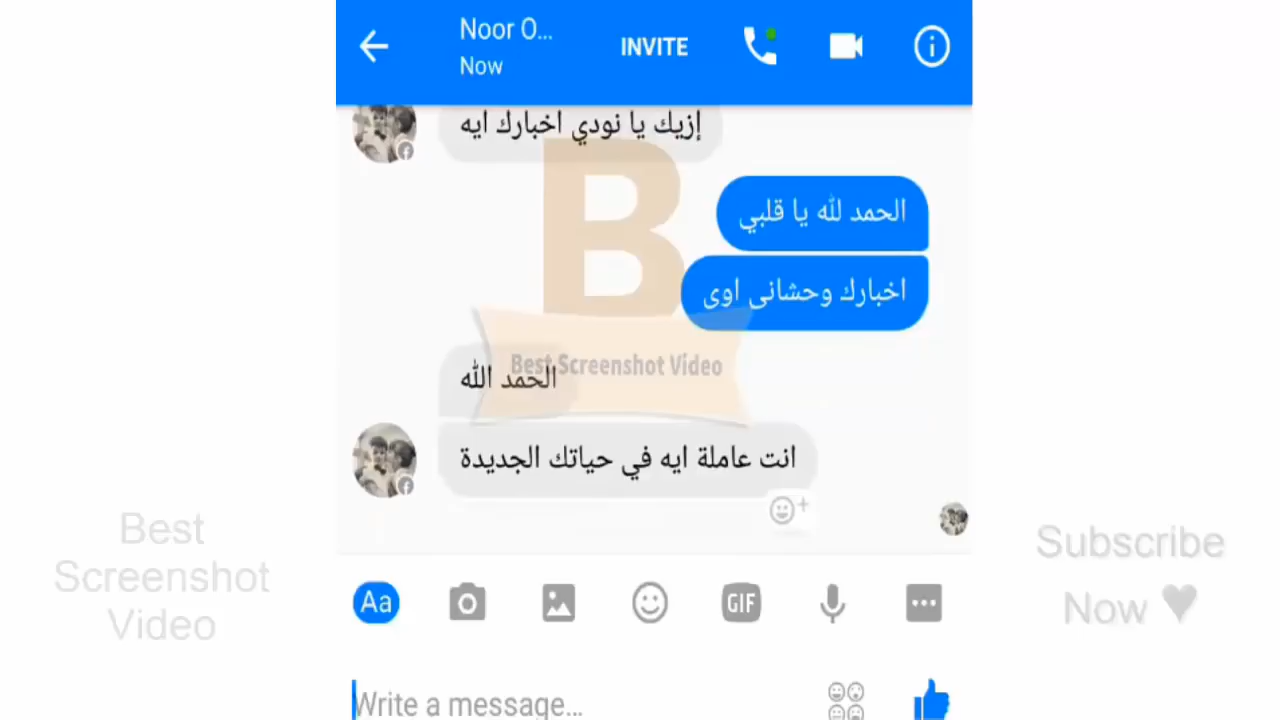 Noor O...
Now
INVITE
إزيك يا نودي اخبارك ايه
الحمد لله يا قلبي
اخبارك وحشانى اوى
B
Best Screenshot Video
الحمد الله
انت عاملة ايه في حياتك الجديدة
Best
Screenshot
Video
Subscribe
Now ♥
Aa
GIF
Write a message...